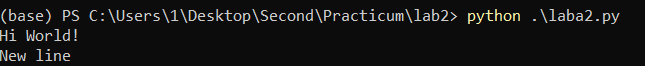 (base) PS C:\Users\1\Desktop\Second\Practicum\lab2> python .\laba2.py
Hi World!
New line